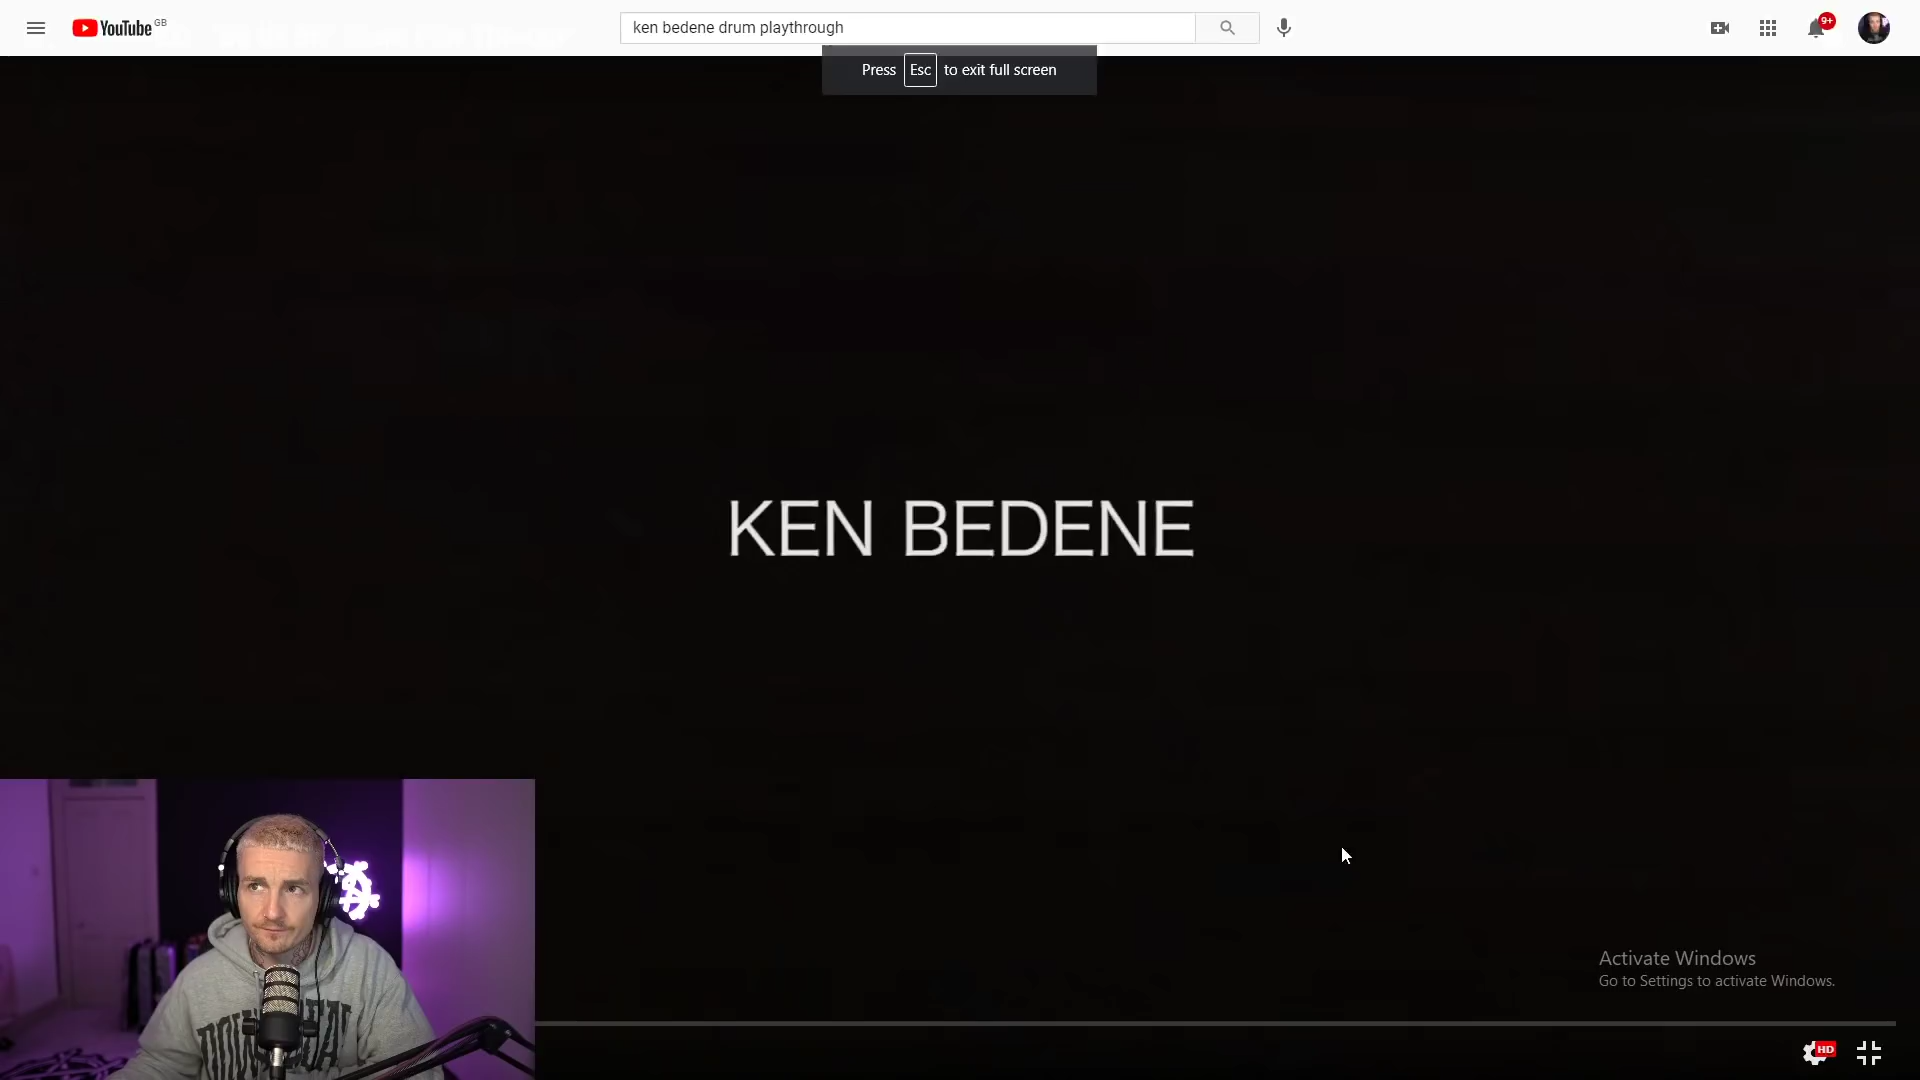 YouTube GB
ken bedene drum playthrough
9+
Press Esc to exit full screen
KEN BEDENE
Activate Windows
Go to Settings to activate Windows.
HD